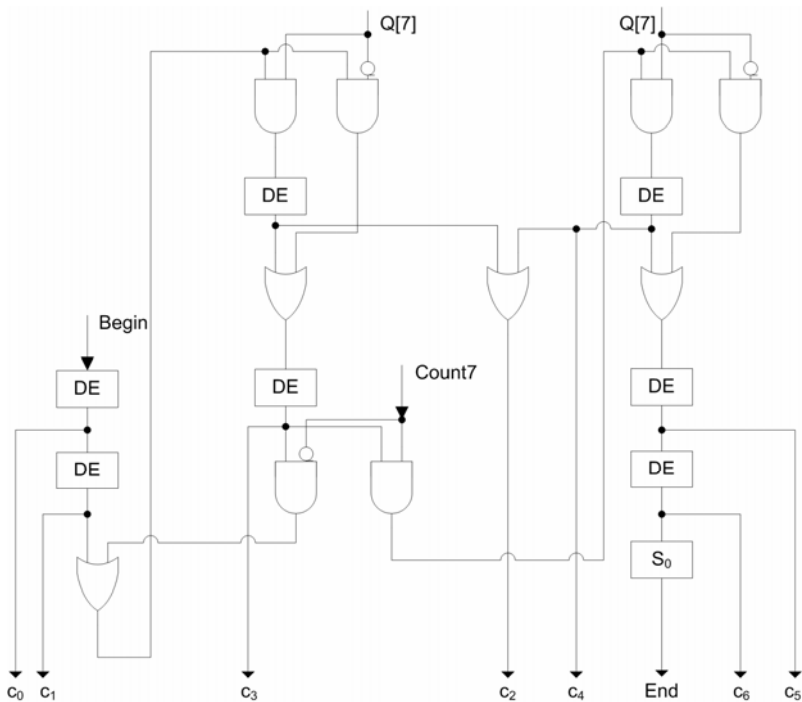 Q[7]
Q[7]
DE
DE
Begin
DE
DE
Count7
DE
DE
DE
S₀
c₀
c₁
c₃
c₂
c₄
End
c₆
c₅